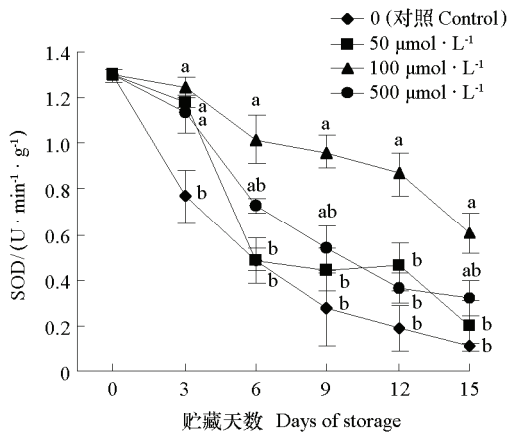 0 (对照 Control)
50 μmol · L⁻¹
100 μmol · L⁻¹
500 μmol · L⁻¹
SOD/(U · min⁻¹ · g⁻¹)
1.4
1.2
1.0
0.8
0.6
0.4
0.2
0
a
a
a
b
a
ab
b
b
a
ab
b
b
a
b
b
b
a
ab
b
b
0 3 6 9 12 15
贮藏天数 Days of storage